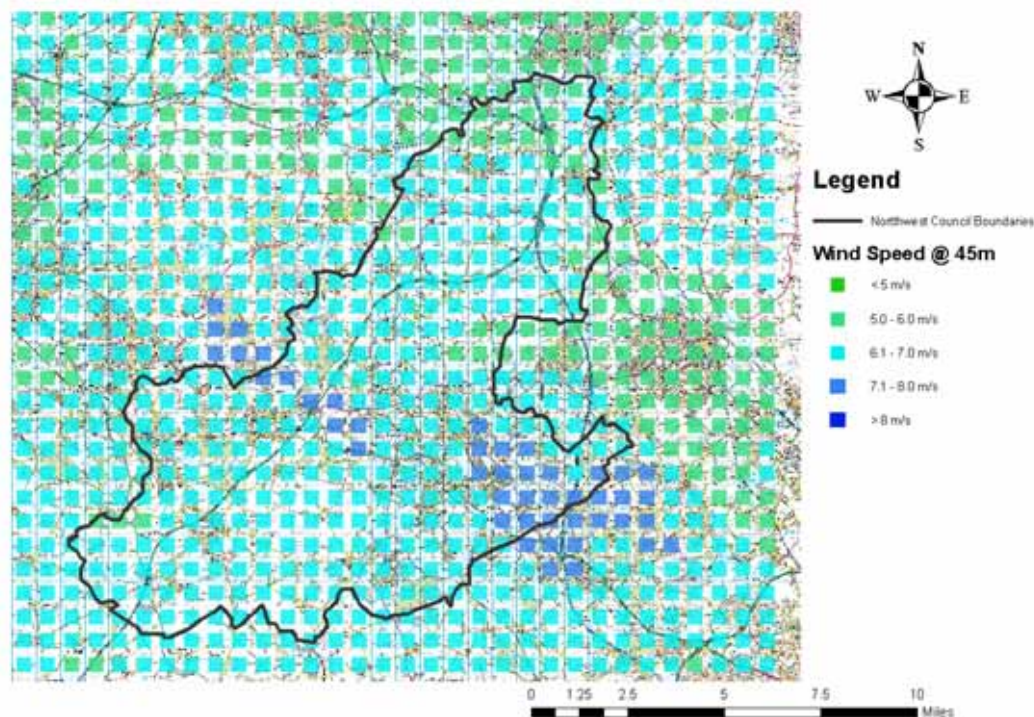 N
W E
S
Legend
Northwest Council Boundaries
Wind Speed @ 45m
<5 m/s
5.0 - 6.0 m/s
6.1 - 7.0 m/s
7.1 - 8.0 m/s
>8 m/s
0 1.25 2.5 5 7.5 10
Miles